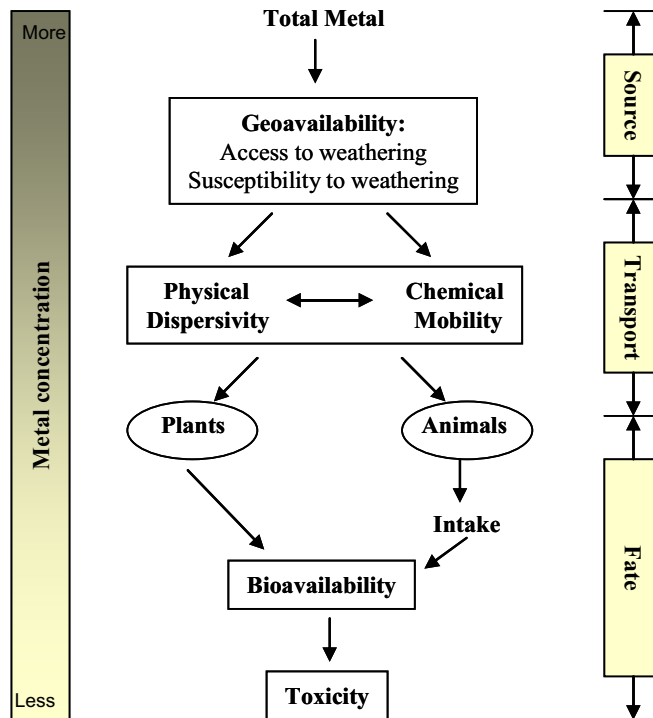 More
Total Metal
Source
Geoavailability:
Access to weathering
Susceptibility to weathering
Metal concentration
Physical
Dispersivity
Chemical
Mobility
Transport
Plants
Animals
Intake
Fate
Bioavailability
Less
Toxicity